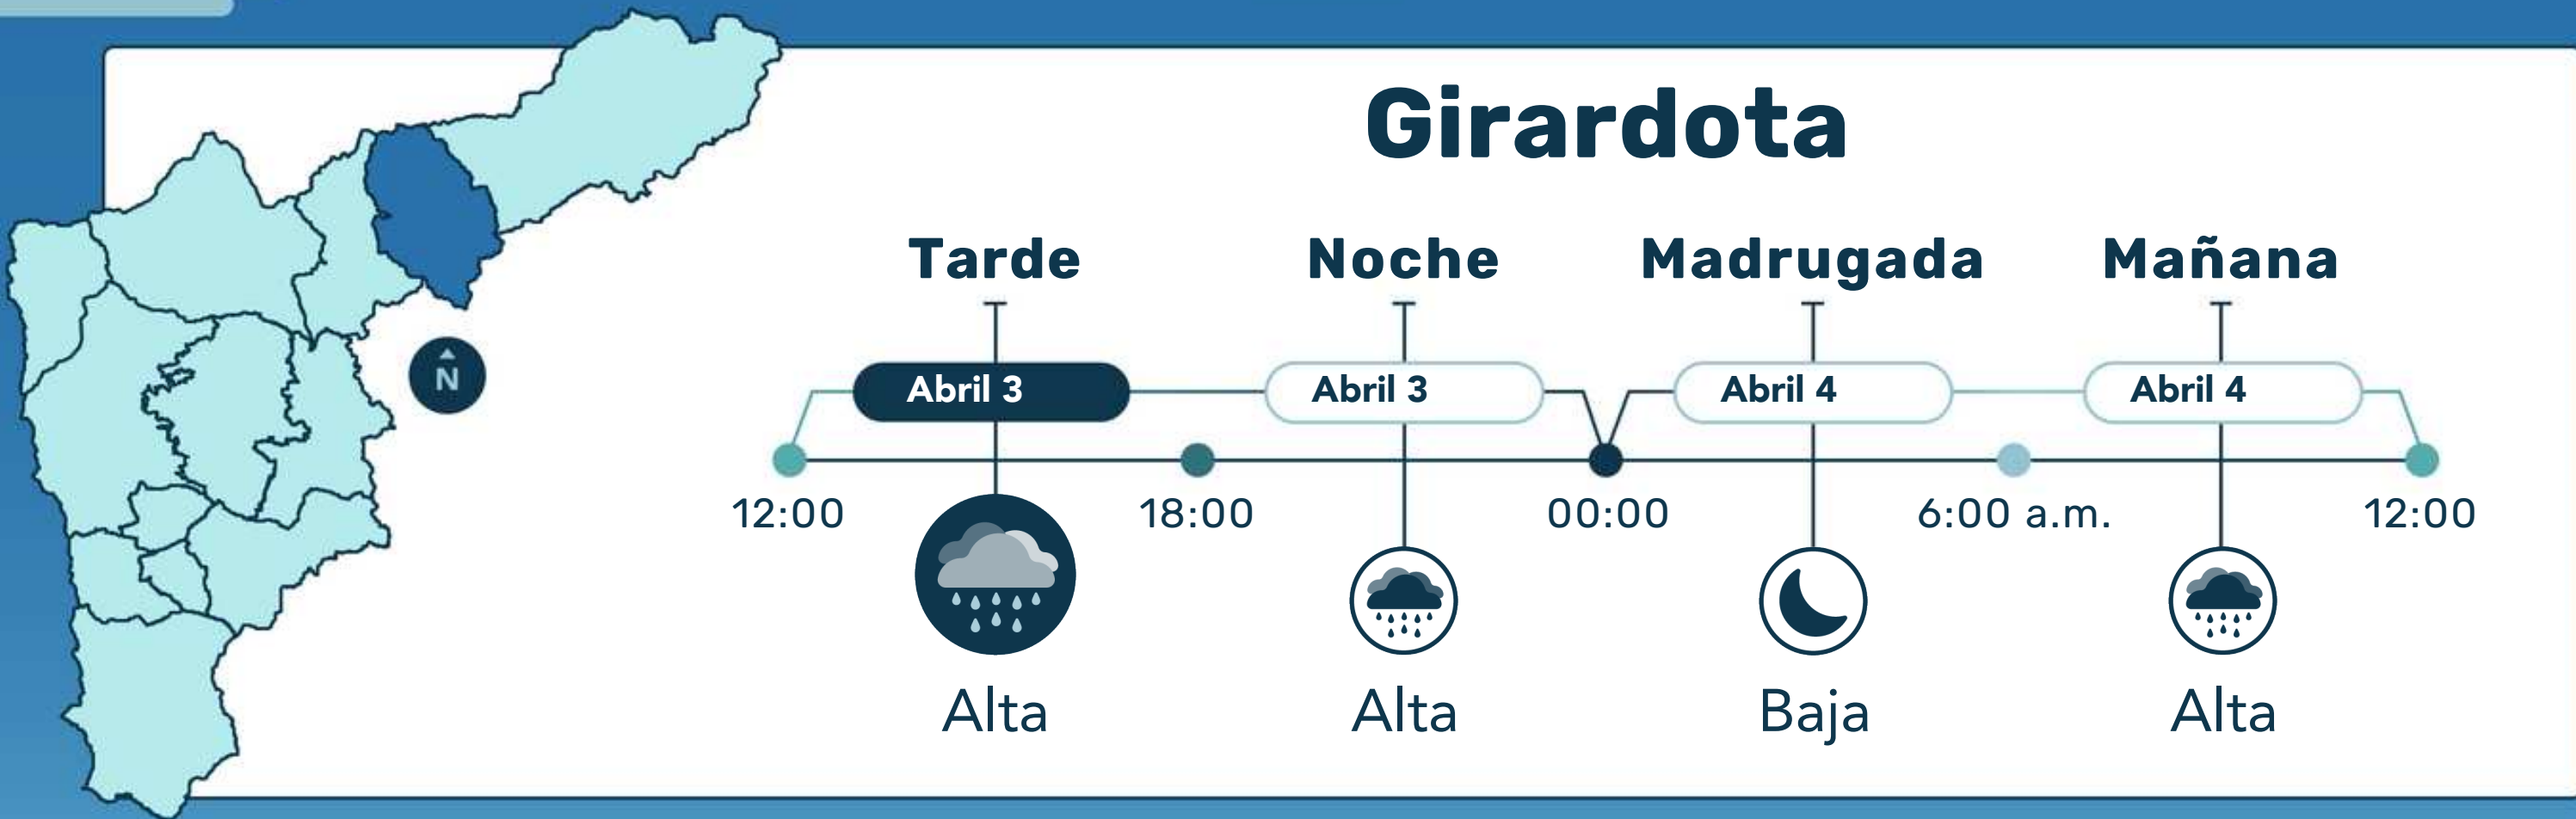 Girardota
Tarde Noche Madrugada Mañana
N
Abril 3 Abril 3 Abril 4 Abril 4
12:00 18:00 00:00 6:00 a.m. 12:00
Alta Alta Baja Alta